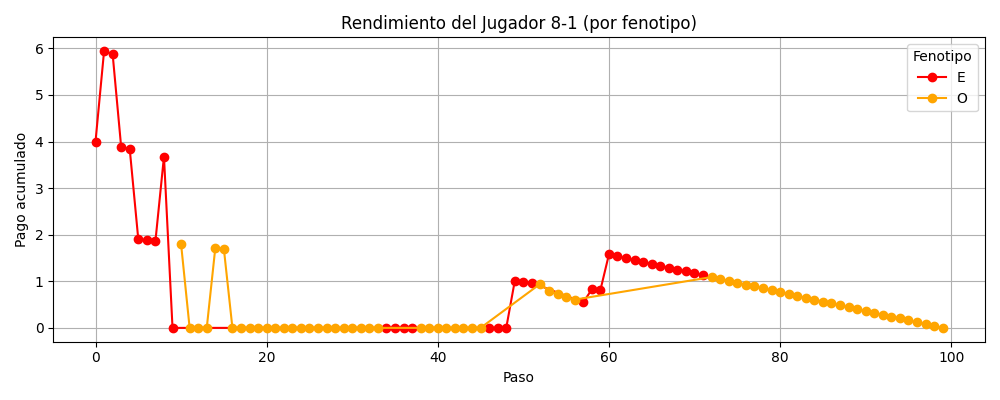 Rendimiento del Jugador 8-1 (por fenotipo)
Pago acumulado
6
5
4
3
2
1
0
Fenotipo
E
O
0 20 40 60 80 100
Paso